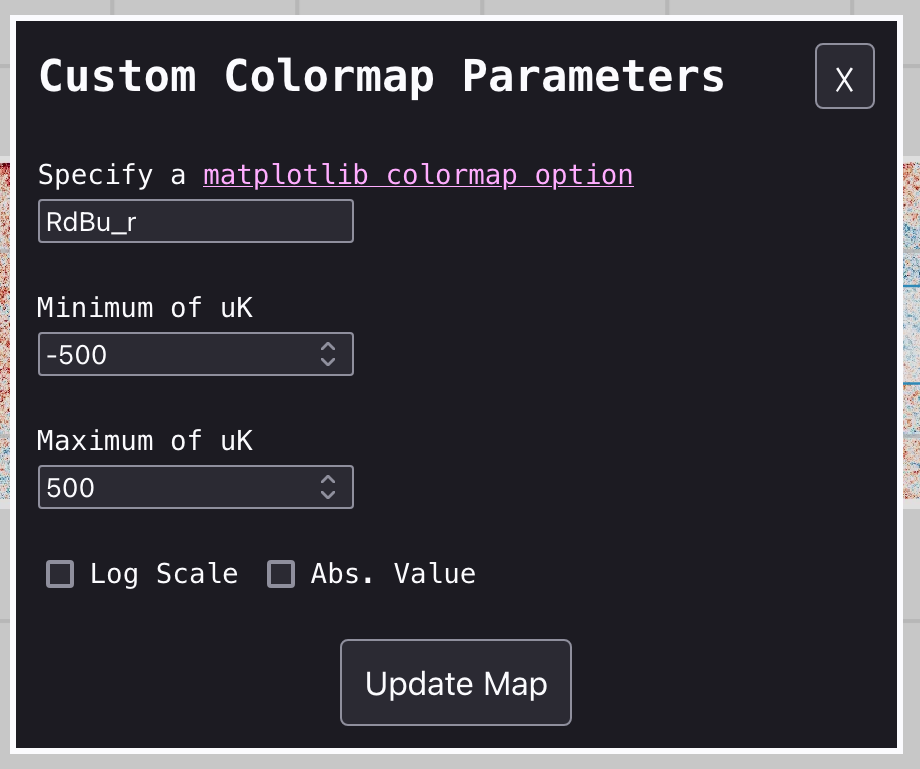 Custom Colormap Parameters
X
Specify a matplotlib colormap option
RdBu_r
Minimum of uK
-500
Maximum of uK
500
Log Scale Abs. Value
Update Map